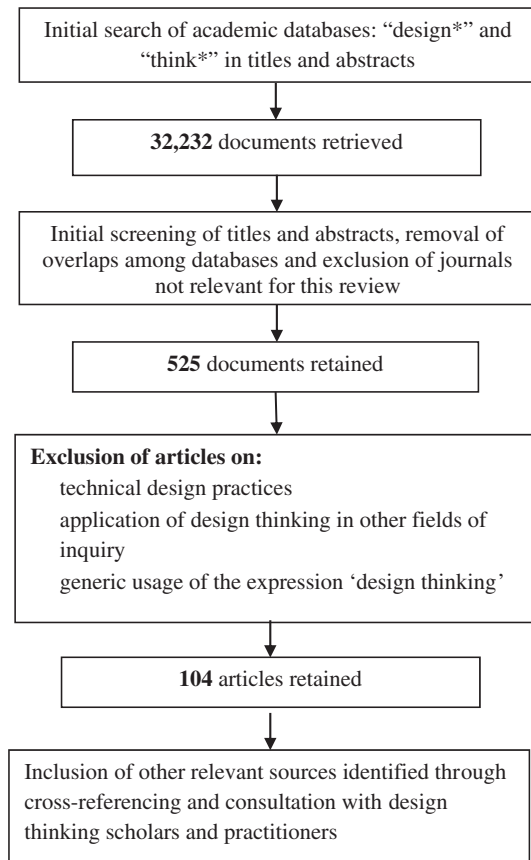 Initial search of academic databases: “design*” and
“think*” in titles and abstracts
32,232 documents retrieved
Initial screening of titles and abstracts, removal of
overlaps among databases and exclusion of journals
not relevant for this review
525 documents retained
Exclusion of articles on:
technical design practices
application of design thinking in other fields of
inquiry
generic usage of the expression ‘design thinking’
104 articles retained
Inclusion of other relevant sources identified through
cross-referencing and consultation with design
thinking scholars and practitioners